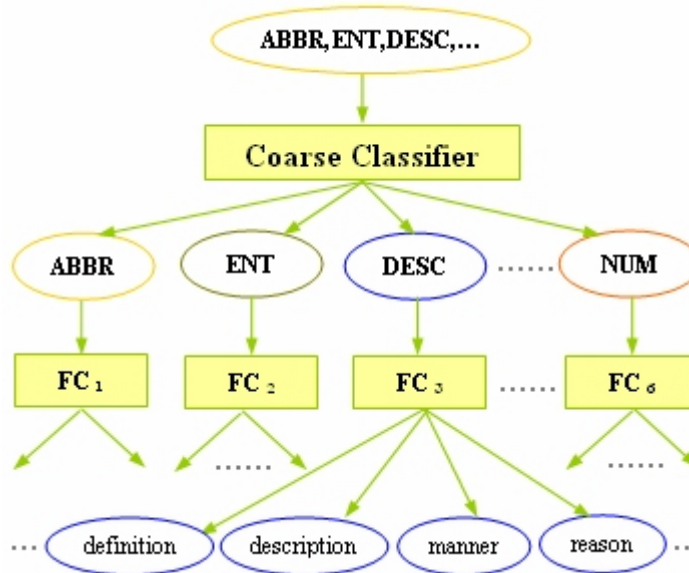 ABBR,ENT,DESC,...
Coarse Classifier
ABBR ENT DESC ...... NUM
FC 1 FC 2 FC 3 ...... FC 6
...... ......
... definition description manner reason ...